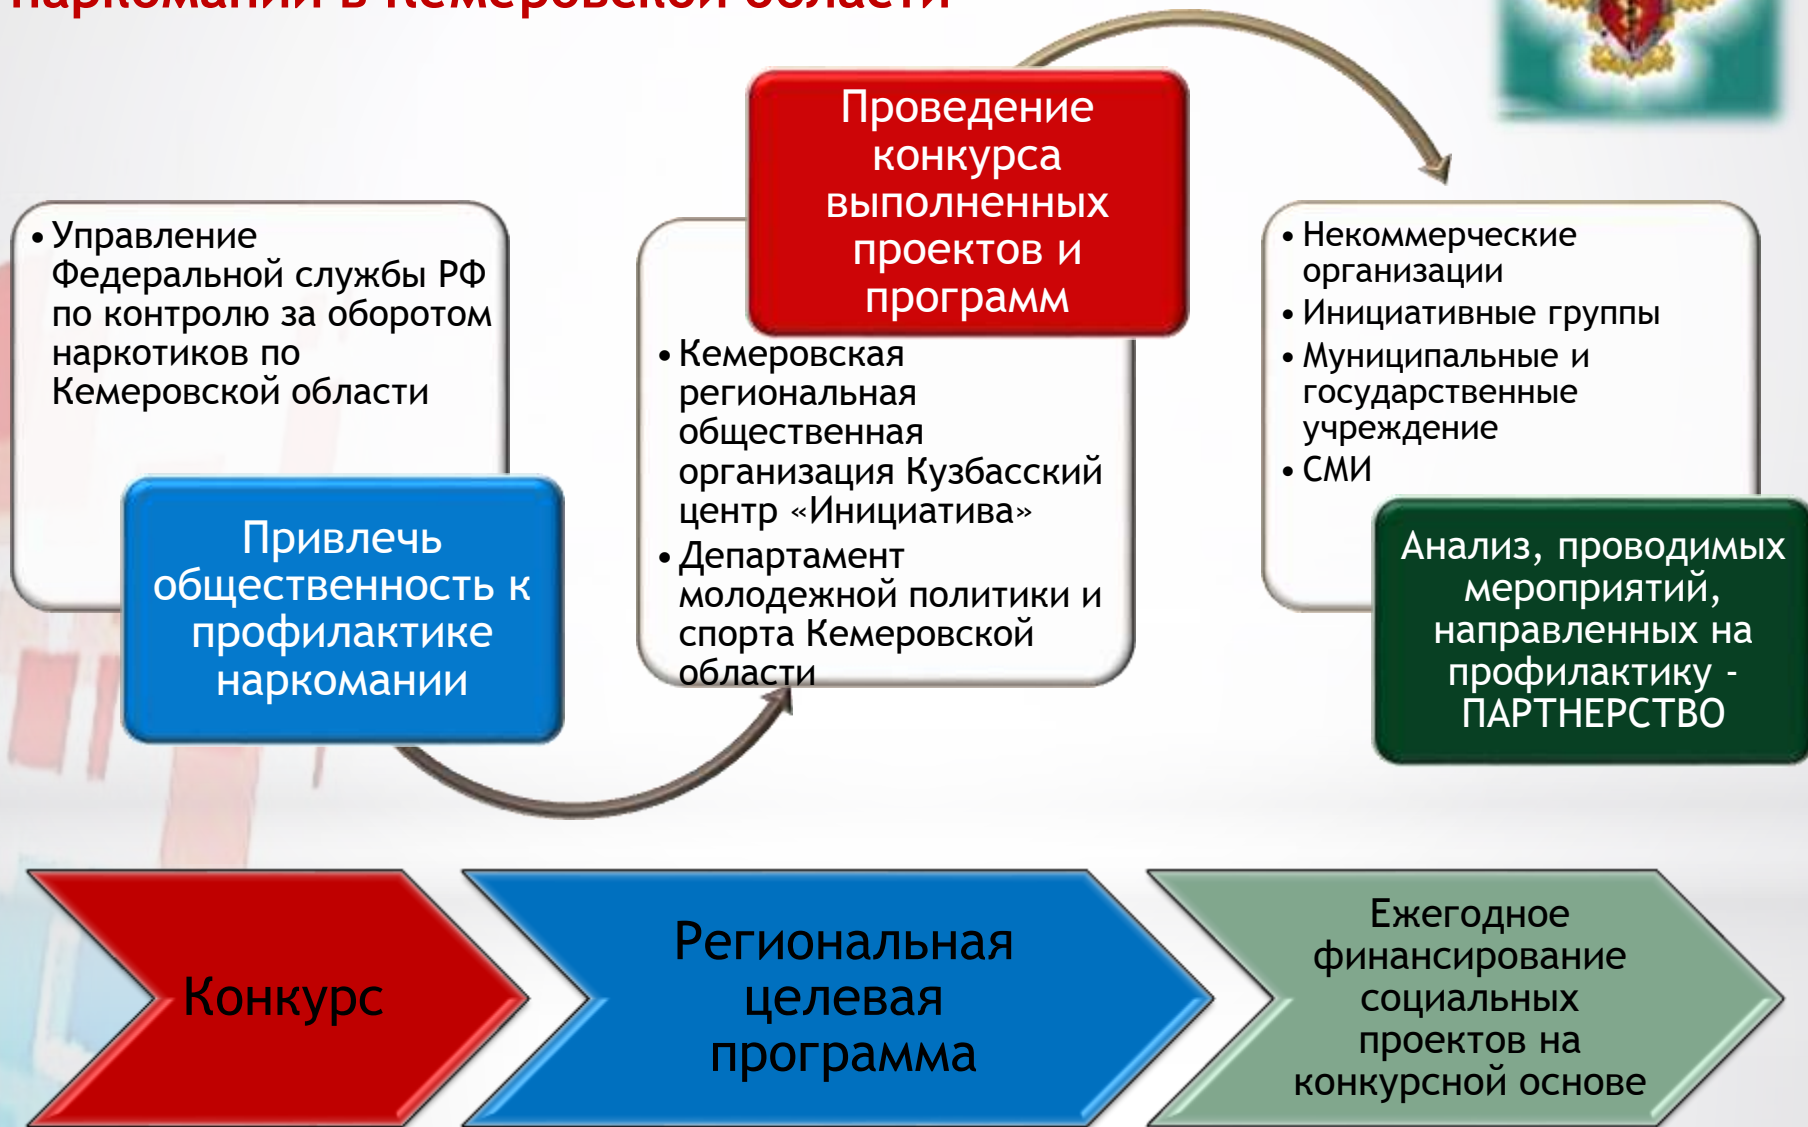 наркомании в Кемеровской области
• Управление
Федеральной службы РФ
по контролю за оборотом
наркотиков по
Кемеровской области
Привлечь
общественность к
профилактике
наркомании
Проведение
конкурса
выполненных
проектов и
программ
• Кемеровская
региональная
общественная
организация Кузбасский
центр «Инициатива»
• Департамент
молодежной политики и
спорта Кемеровской
области
• Некоммерческие
организации
• Инициативные группы
• Муниципальные и
государственные
учреждение
• СМИ
Анализ, проводимых
мероприятий,
направленных на
профилактику -
ПАРТНЕРСТВО
Конкурс
Региональная
целевая
программа
Ежегодное
финансирование
социальных
проектов на
конкурсной основе